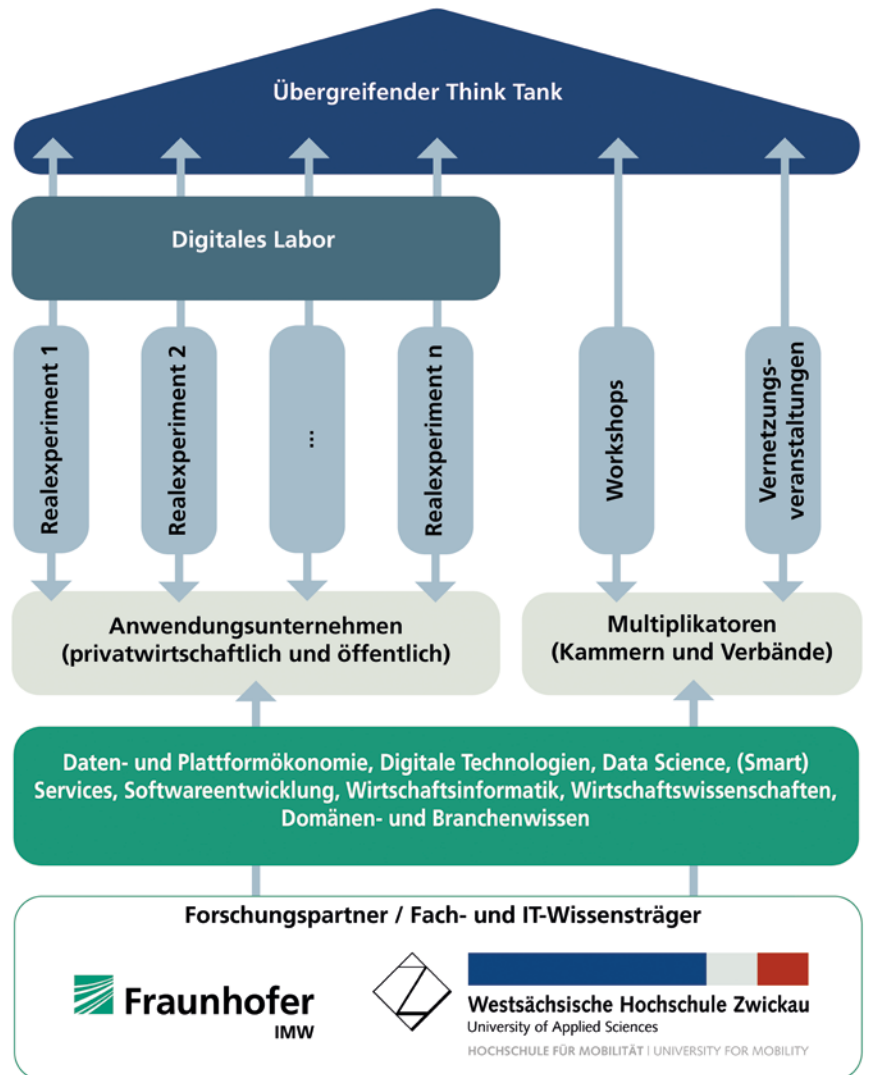 Übergreifender Think Tank
Digitales Labor
Realexperiment 1
Realexperiment 2
...
Realexperiment n
Workshops
Vernetzungs-
veranstaltungen
Anwendungsunternehmen
(privatwirtschaftlich und öffentlich)
Multiplikatoren
(Kammern und Verbände)
Daten- und Plattformökonomie, Digitale Technologien, Data Science, (Smart)
Services, Softwareentwicklung, Wirtschaftsinformatik, Wirtschaftswissenschaften,
Domänen- und Branchenwissen
Forschungspartner / Fach- und IT-Wissensträger
Fraunhofer
IMW
Westsächsische Hochschule Zwickau
University of Applied Sciences
HOCHSCHULE FÜR MOBILITÄT | UNIVERSITY FOR MOBILITY